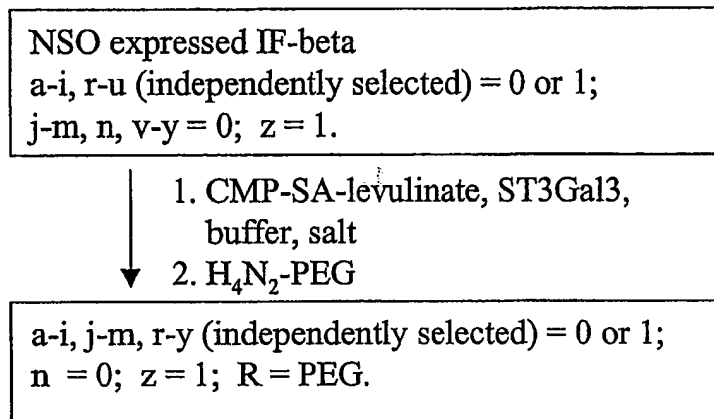 NSO expressed IF-beta
a-i, r-u (independently selected) = 0 or 1;
j-m, n, v-y = 0; z = 1.
1. CMP-SA-levulinate, ST3Gal3,
buffer, salt
2. H₄N₂-PEG
a-i, j-m, r-y (independently selected) = 0 or 1;
n = 0; z = 1; R = PEG.